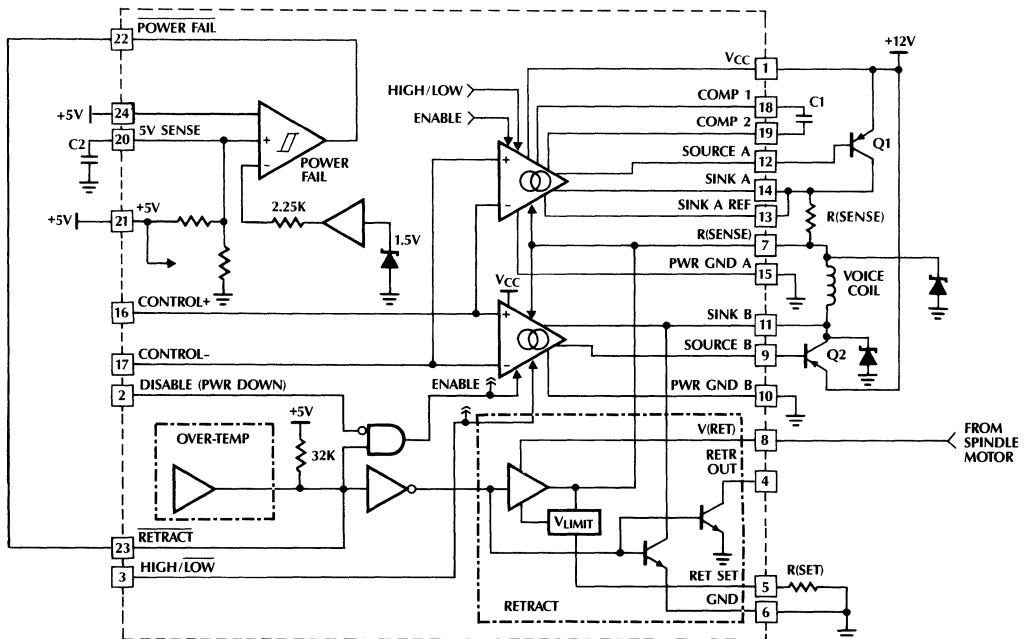 POWER FAIL
22
+12V
VCC
1
HIGH/LOW
COMP 1
18
C1
+5V
24
ENABLE
COMP 2
19
20
5V SENSE
C2
+
−
POWER
FAIL
+
−
SOURCE A
12
Q1
SINK A
14
SINK A REF
13
R(SENSE)
+5V
21
+5V
2.25K
1.5V
R(SENSE)
7
PWR GND A
15
VOICE
COIL
VCC
16
CONTROL+
+
−
SINK B
11
SOURCE B
9
Q2
17
CONTROL−
ENABLE
PWR GND B
10
2
DISABLE (PWR DOWN)
+5V
OVER-TEMP
32K
V(RET)
8
FROM
SPINDLE
MOTOR
RETR
OUT
4
VLIMIT
23
RETRACT
3
HIGH/LOW
RET SET
5
R(SET)
RETRACT
GND
6